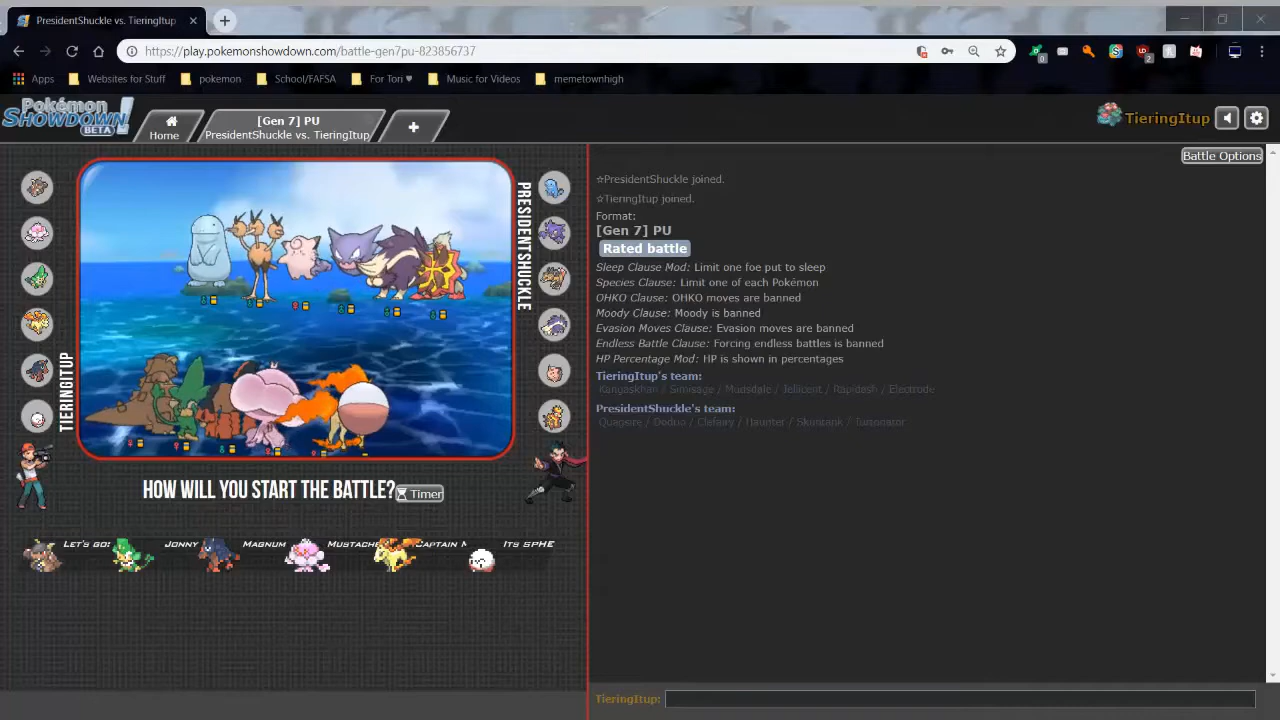 PresidentShuckle vs. TieringItup
https://play.pokemonshowdown.com/battle-gen7pu-823856737
Apps
Websites for Stuff
pokemon
School/FAFSA
For Tori ♥
Music for Videos
memetownhigh
0
2
Pokémon
SHOWDOWN!
BETA
Home
[Gen 7] PU
PresidentShuckle vs. TieringItup
TieringItup
Battle Options
TIERINGITUP
PRESIDENTSHUCKLE
HOW WILL YOU START THE BATTLE?
Timer
LET'S GO!
JONNY
MAGNUM
MUSTACHE
CAPTAIN
ITS SPHE
☆PresidentShuckle joined.
☆TieringItup joined.
Format:
[Gen 7] PU
Rated battle
Sleep Clause Mod: Limit one foe put to sleep
Species Clause: Limit one of each Pokémon
OHKO Clause: OHKO moves are banned
Moody Clause: Moody is banned
Evasion Moves Clause: Evasion moves are banned
Endless Battle Clause: Forcing endless battles is banned
HP Percentage Mod: HP is shown in percentages
TieringItup's team:
Kangaskhan / Simisage / Mudsdale / Jellicent / Rapidash / Electrode
PresidentShuckle's team:
Quagsire / Dodrio / Clefairy / Haunter / Skuntank / Turtonator
TieringItup: